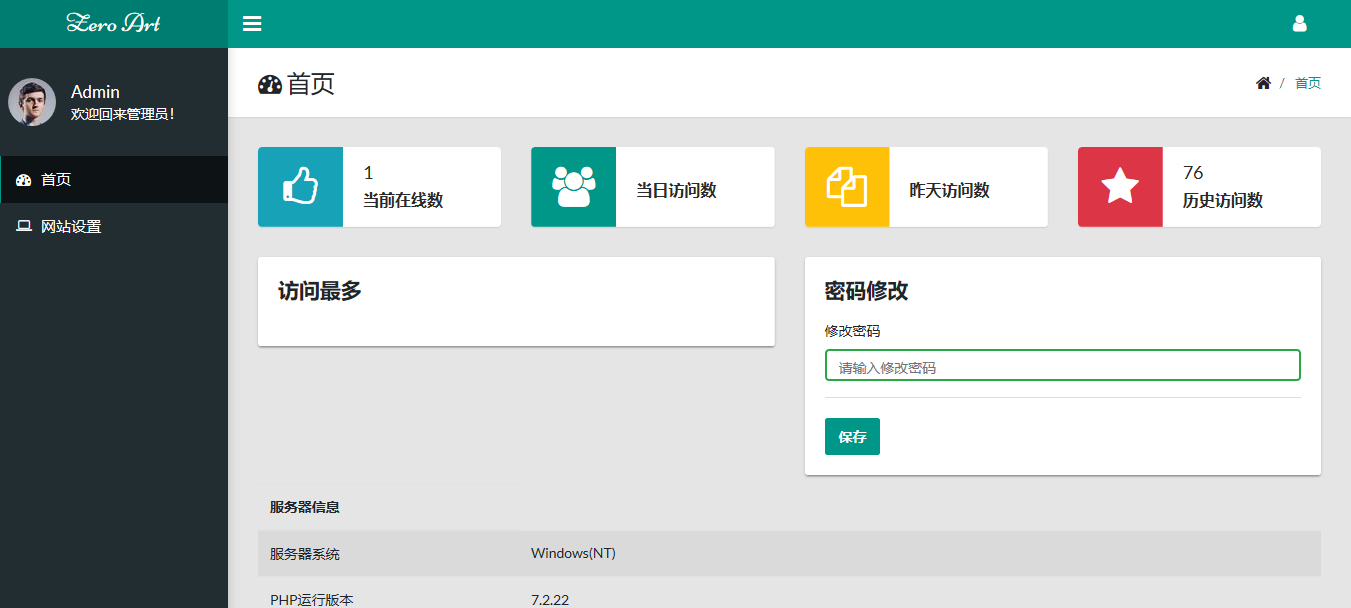 Zero Art
Admin
欢迎回来管理员!
首页
网站设置
首页
/ 首页
1
当前在线数
当日访问数
昨天访问数
76
历史访问数
访问最多
密码修改
修改密码
请输入修改密码
保存
服务器信息
服务器系统 Windows(NT)
PHP运行版本 7.2.22